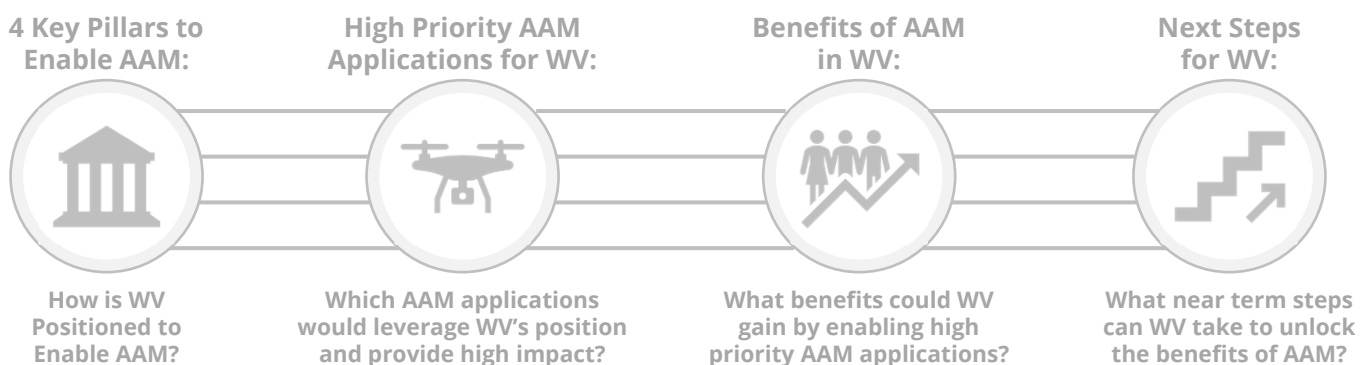 4 Key Pillars to
Enable AAM:
High Priority AAM
Applications for WV:
Benefits of AAM
in WV:
Next Steps
for WV:
How is WV
Positioned to
Enable AAM?
Which AAM applications
would leverage WV’s position
and provide high impact?
What benefits could WV
gain by enabling high
priority AAM applications?
What near term steps
can WV take to unlock
the benefits of AAM?